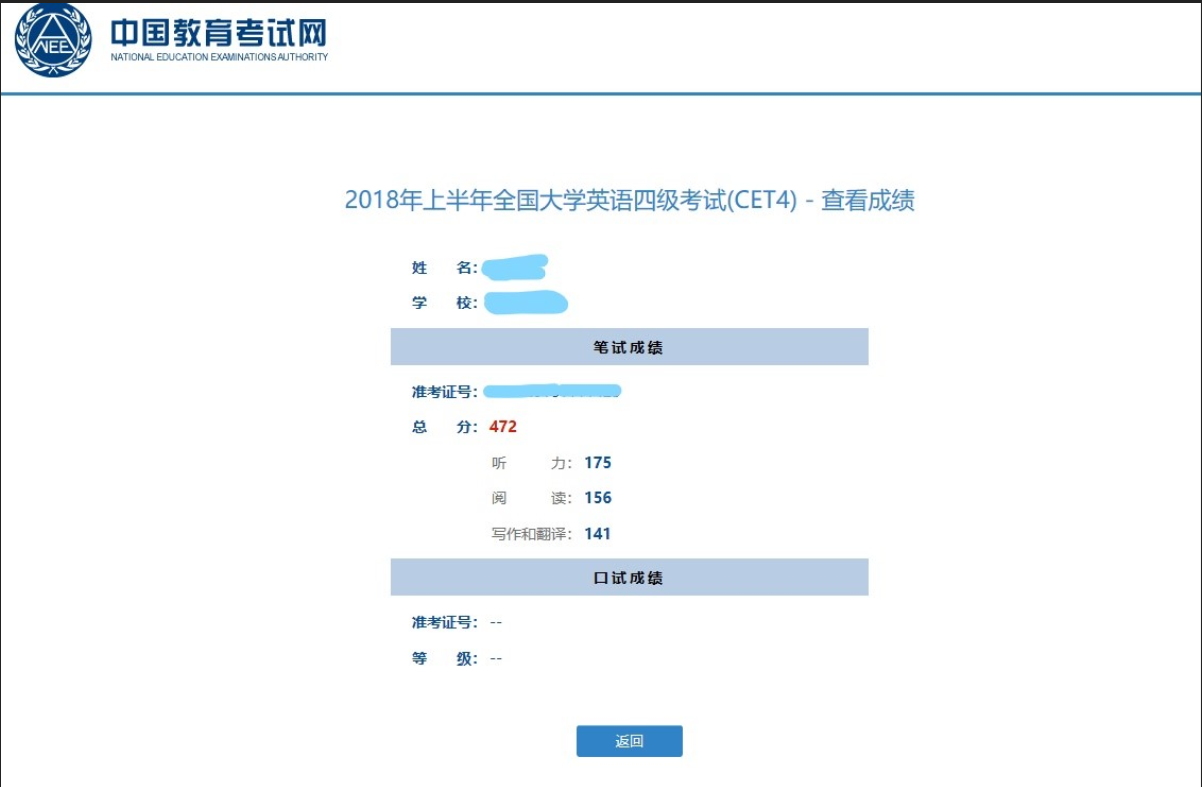 中国教育考试网
NATIONAL EDUCATION EXAMINATIONS AUTHORITY
NEEA
2018年上半年全国大学英语四级考试(CET4) - 查看成绩
姓 名:
学 校:
笔试成绩
准考证号:
总 分: 472
听 力: 175
阅 读: 156
写作和翻译: 141
口试成绩
准考证号: --
等 级: --
返回